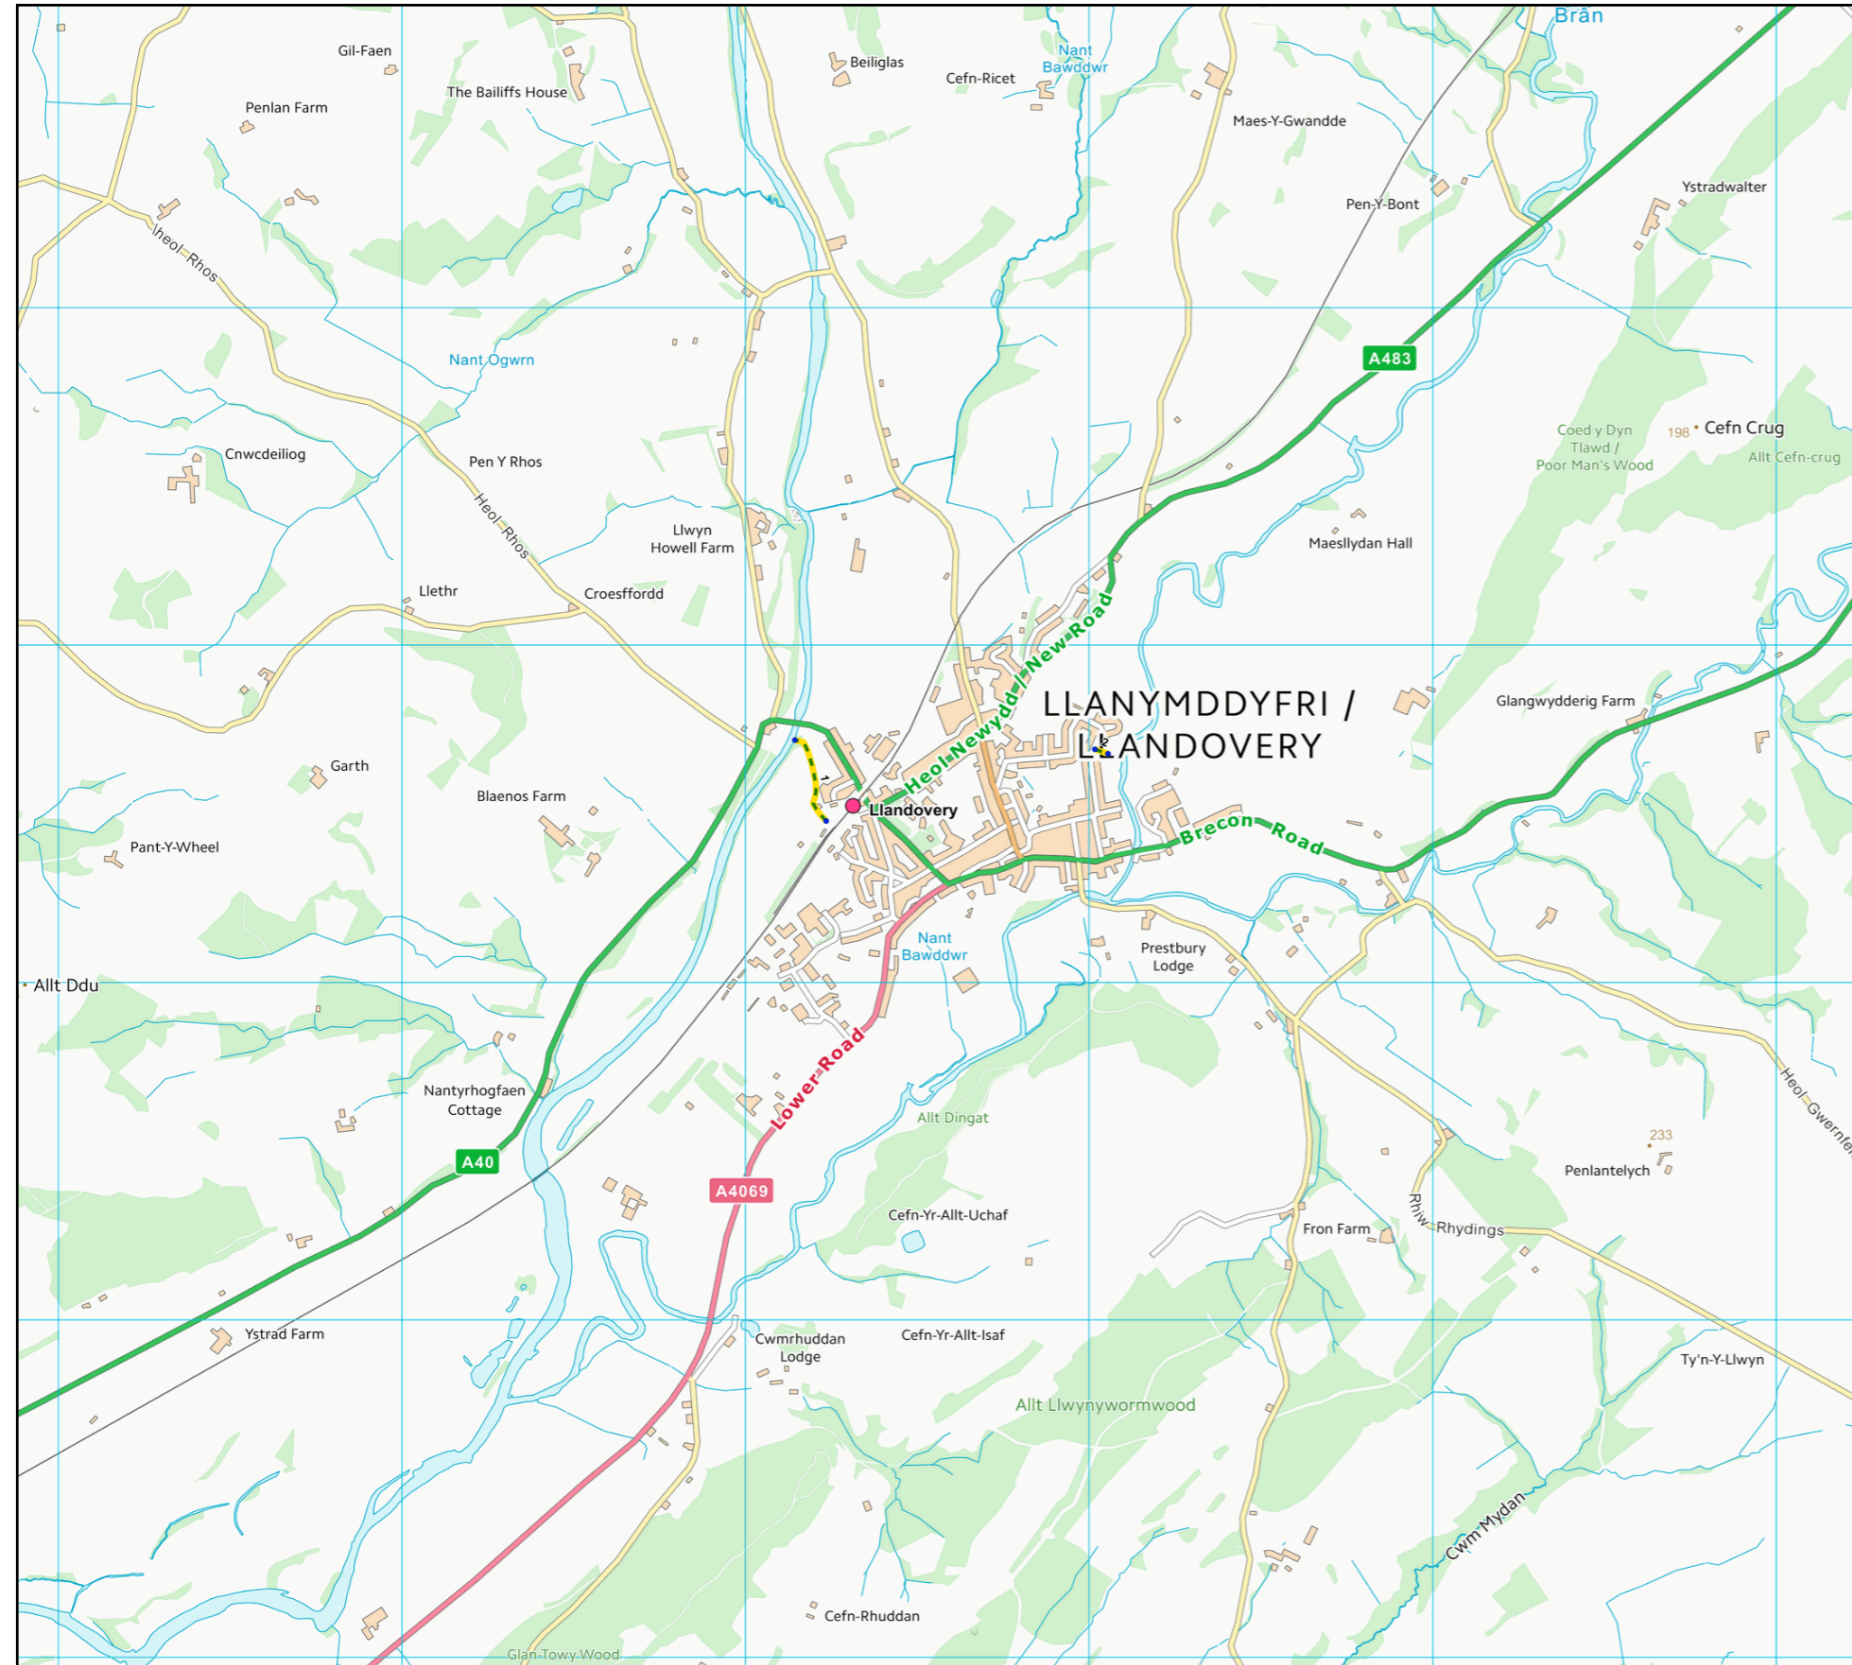 Brân
Gil-Faen
Beiliglas
Nant
Bawddwr
Cefn-Ricet
The Bailiffs House
Penlan Farm
Maes-Y-Gwandde
Ystradwalter
Pen-Y-Bont
heol Rhos
Nant Ogwrn
A483
Coed y Dyn
Tlawd /
Poor Man's Wood
198
Cefn Crug
Allt Cefn-crug
Cnwcdeiliog
Pen Y Rhos
Heol Rhos
Llwyn
Howell Farm
Maesllydan Hall
Llethr
Croesffordd
Heol Newydd / New Road
LLANYMDDYFRI /
LLANDOVERY
Glangwydderig Farm
1
2
Garth
Blaenos Farm
Llandovery
Pant-Y-Wheel
Brecon Road
Nant
Bawddwr
Prestbury
Lodge
Allt Ddu
Lower Road
Nantyrhogfaen
Cottage
Allt Dingat
233
Penlantelych
A40
A4069
Cefn-Yr-Allt-Uchaf
Fron Farm
Rhiw Rhydings
Ystrad Farm
Cwmrhuddan
Lodge
Cefn-Yr-Allt-Isaf
Ty'n-Y-Llwyn
Allt Llwynywormwood
Cwm Mydan
Cefn-Rhuddan
Glan-Towy Wood